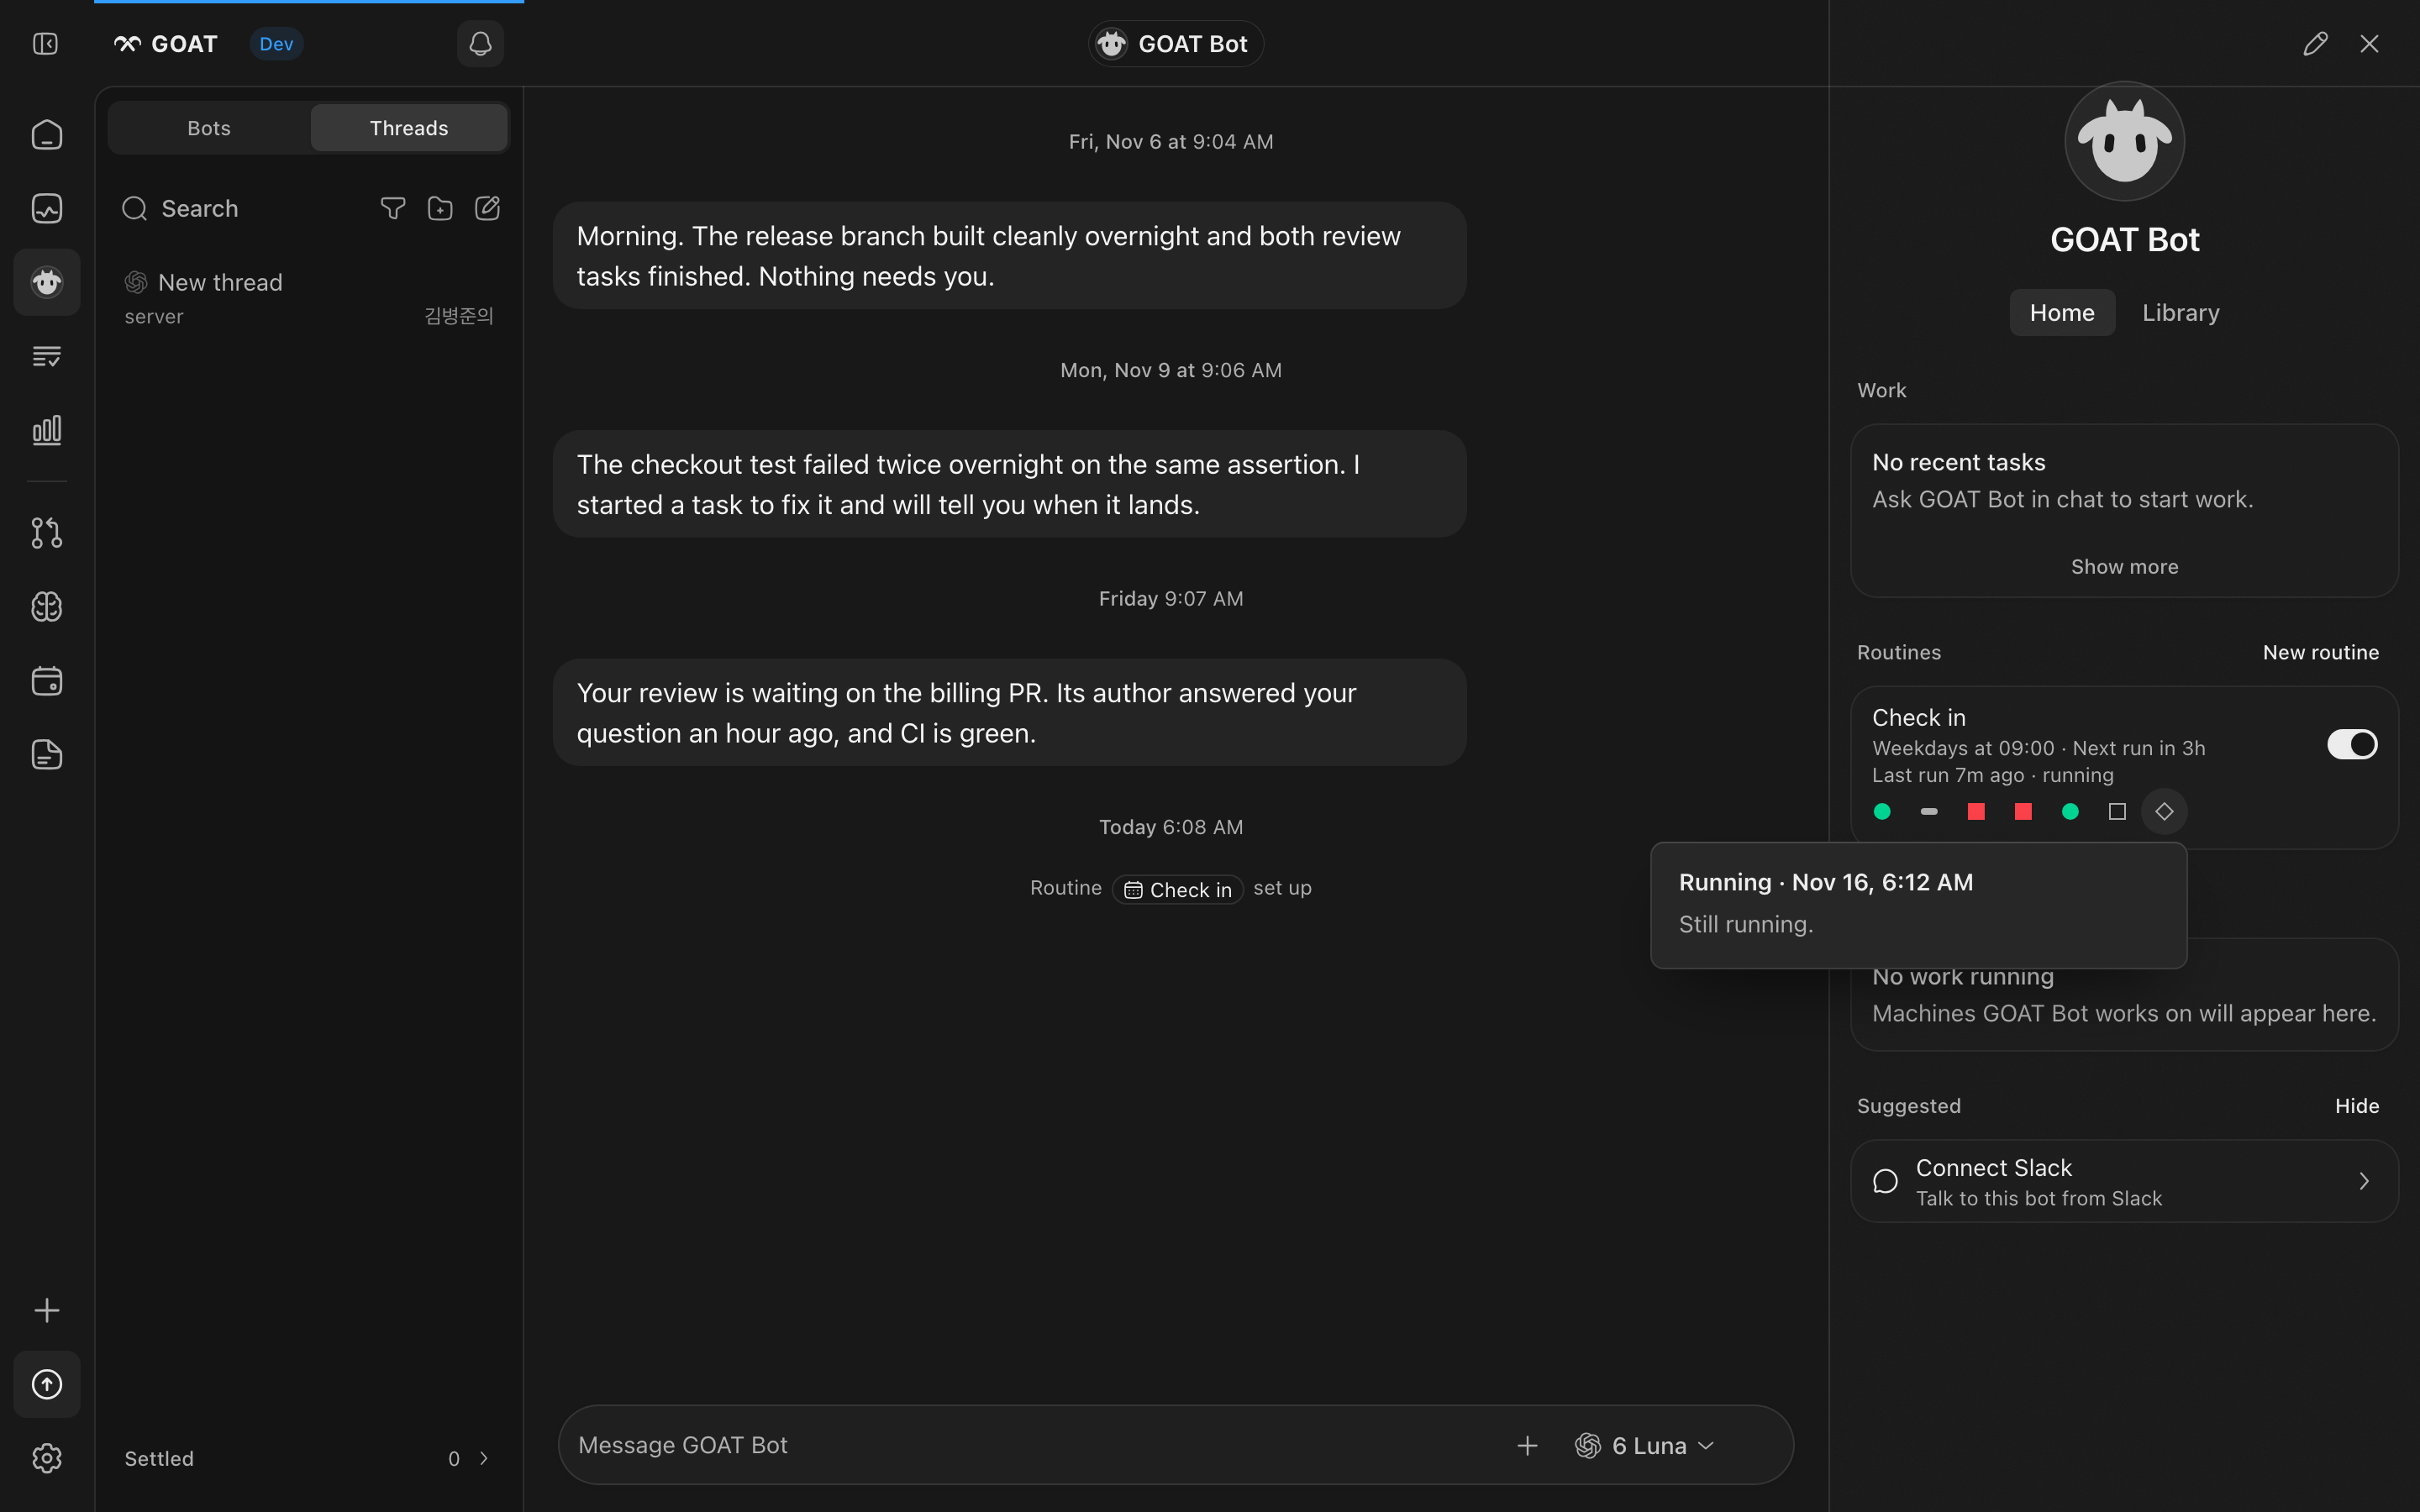 GOAT
Dev
Bots
Threads
Search
New thread
server
김병준의
Settled
0
GOAT Bot
Fri, Nov 6 at 9:04 AM
Morning. The release branch built cleanly overnight and both review
tasks finished. Nothing needs you.
Mon, Nov 9 at 9:06 AM
The checkout test failed twice overnight on the same assertion. I
started a task to fix it and will tell you when it lands.
Friday 9:07 AM
Your review is waiting on the billing PR. Its author answered your
question an hour ago, and CI is green.
Today 6:08 AM
Routine Check in set up
Message GOAT Bot
6 Luna
GOAT Bot
Home
Library
Work
No recent tasks
Ask GOAT Bot in chat to start work.
Show more
Routines
New routine
Check in
Weekdays at 09:00 · Next run in 3h
Last run 7m ago · running
Running · Nov 16, 6:12 AM
Still running.
No work running
Machines GOAT Bot works on will appear here.
Suggested
Hide
Connect Slack
Talk to this bot from Slack